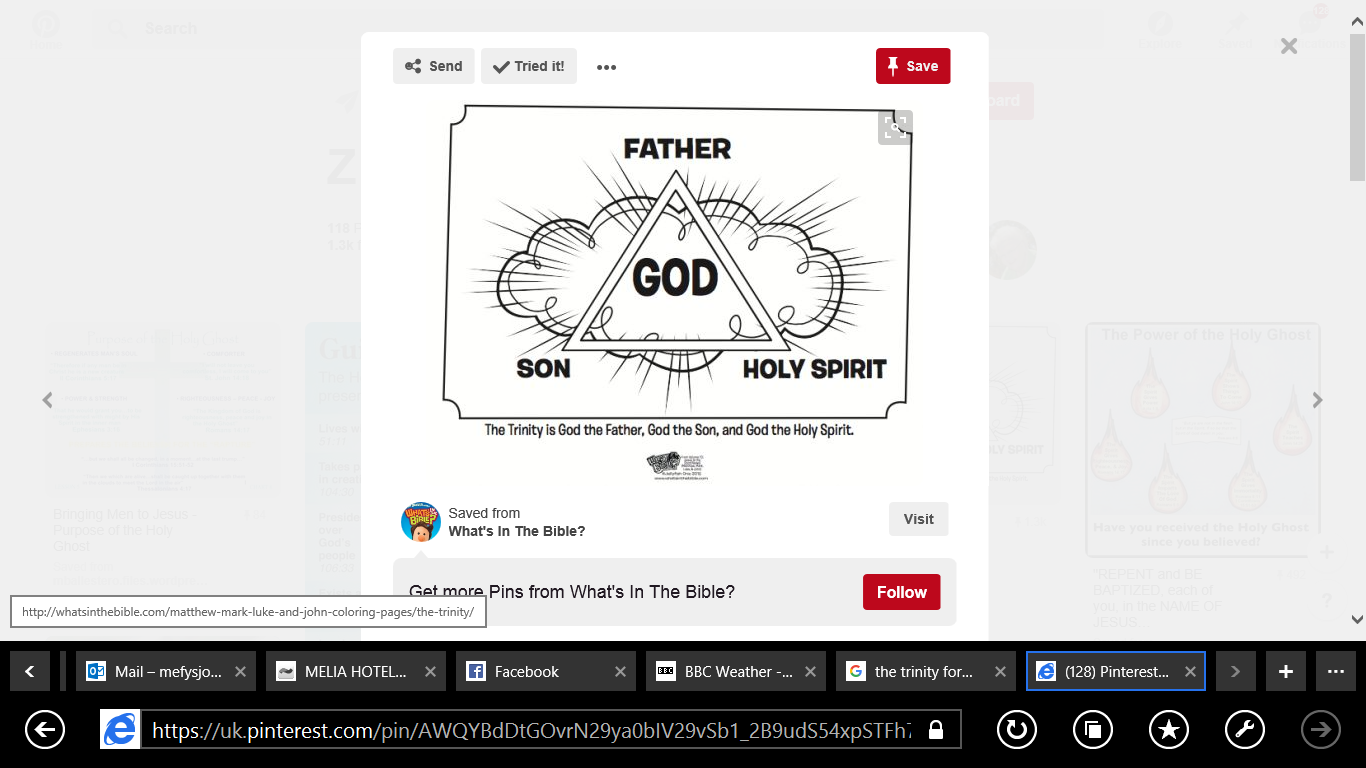 Search
Send
Tried it!
Save
FATHER
GOD
SON
HOLY SPIRIT
The Trinity is God the Father, God the Son, and God the Holy Spirit.
Saved from
What's In The Bible?
Visit
Get more Pins from What's In The Bible?
Follow
Bringing Men to Jesus -
Purpose of the Holy
Ghost
The Power of the Holy Ghost
Have you received the Holy Ghost
since you believed?
"REPENT and BE
BAPTIZED, each of
you, in the NAME OF
JESUS...
http://whatsinthebible.com/matthew-mark-luke-and-john-coloring-pages/the-trinity/
Mail – mefysjo...
MELIA HOTEL...
Facebook
BBC Weather -...
the trinity for...
(128) Pinterest...
https://uk.pinterest.com/pin/AWQYBdDtGOvrN29ya0bIV29vSb1_2B9udS54xpSTFh7